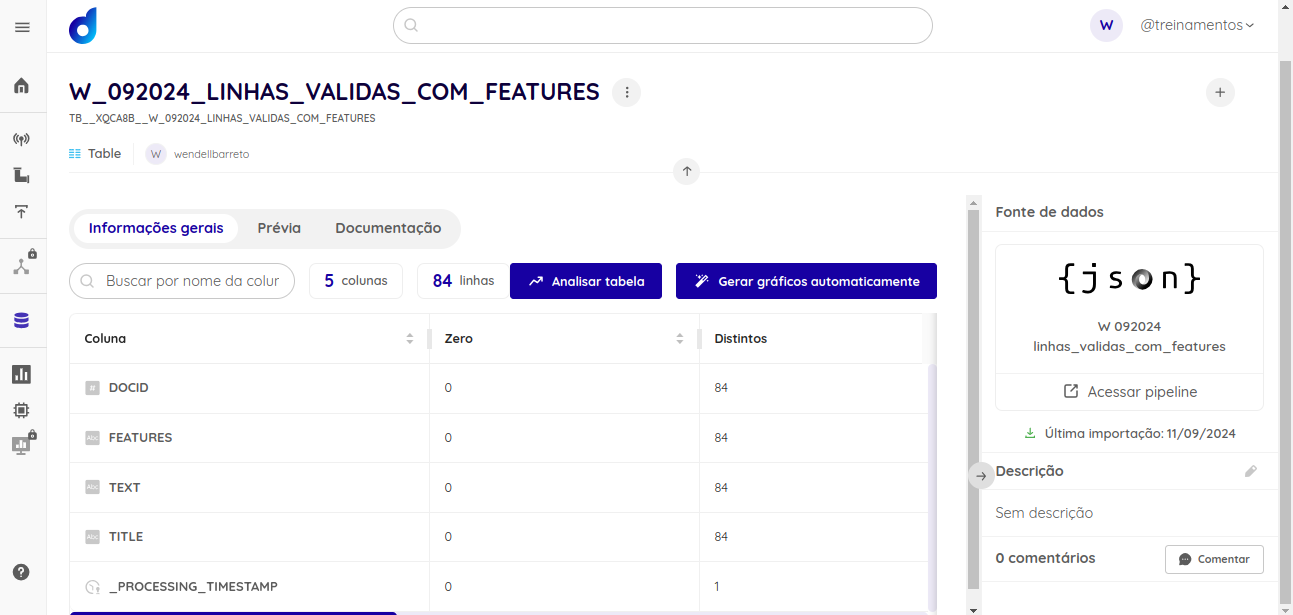 W
@treinamentos
W_092024_LINHAS_VALIDAS_COM_FEATURES
TB__XQCA8B__W_092024_LINHAS_VALIDAS_COM_FEATURES
Table
W
wendellbarreto
Informações gerais
Prévia
Documentação
Buscar por nome da colur
5 colunas
84 linhas
Analisar tabela
Gerar gráficos automaticamente
Coluna
Zero
Distintos
# DOCID
0
84
Abc FEATURES
0
84
Abc TEXT
0
84
Abc TITLE
0
84
_PROCESSING_TIMESTAMP
0
1
Fonte de dados
{json}
W 092024
linhas_validas_com_features
Acessar pipeline
Última importação: 11/09/2024
Descrição
Sem descrição
0 comentários
Comentar